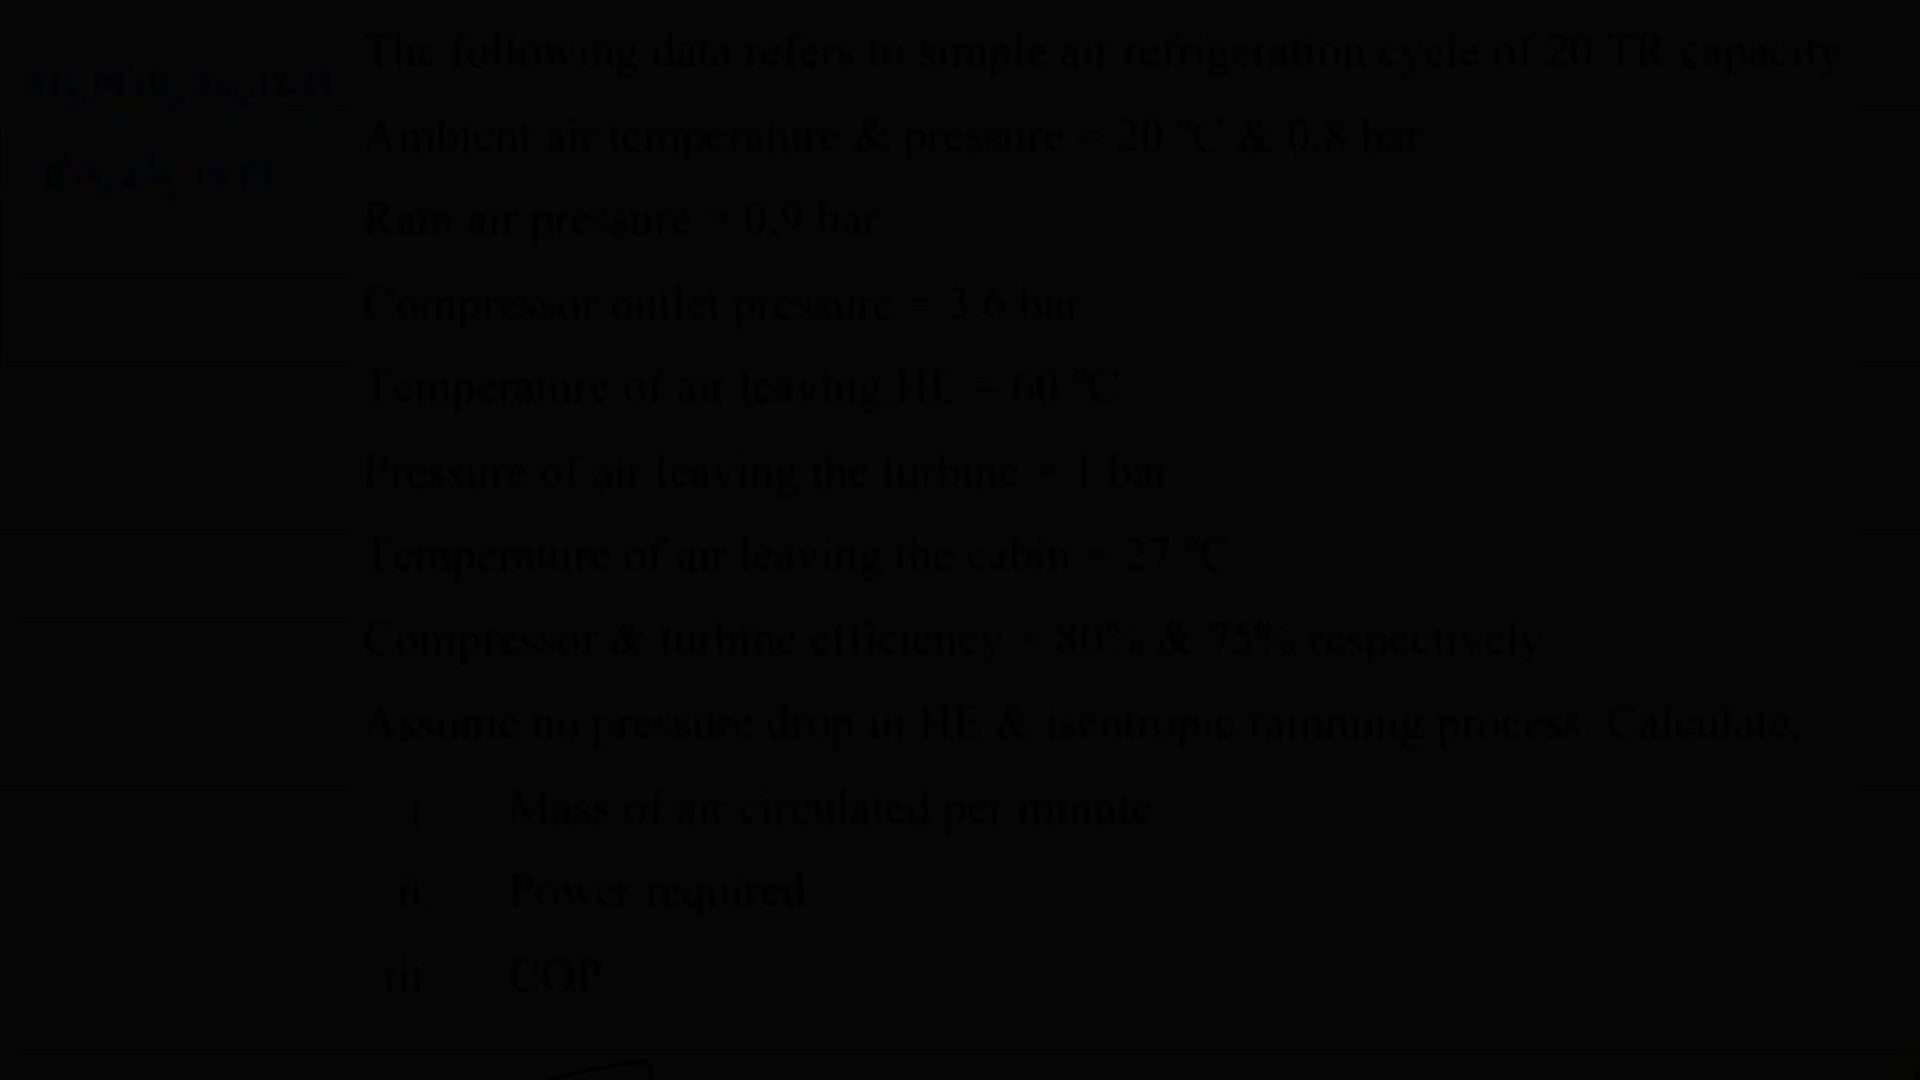 The following data refers to simple air refrigeration cycle of 20 TR capacity
Ambient air temperature & pressure = 20 °C & 0.8 bar
Ram air pressure = 0.9 bar
Compressor outlet pressure = 3.6 bar
Temperature of air leaving HE = 60 °C
Pressure of air leaving the turbine = 1 bar
Temperature of air leaving the cabin = 27 °C
Compressor & turbine efficiency = 80% & 75% respectively
Assume no pressure drop in HE & isentropic ramming process. Calculate;
i. Mass of air circulated per minute
ii. Power required
iii. COP